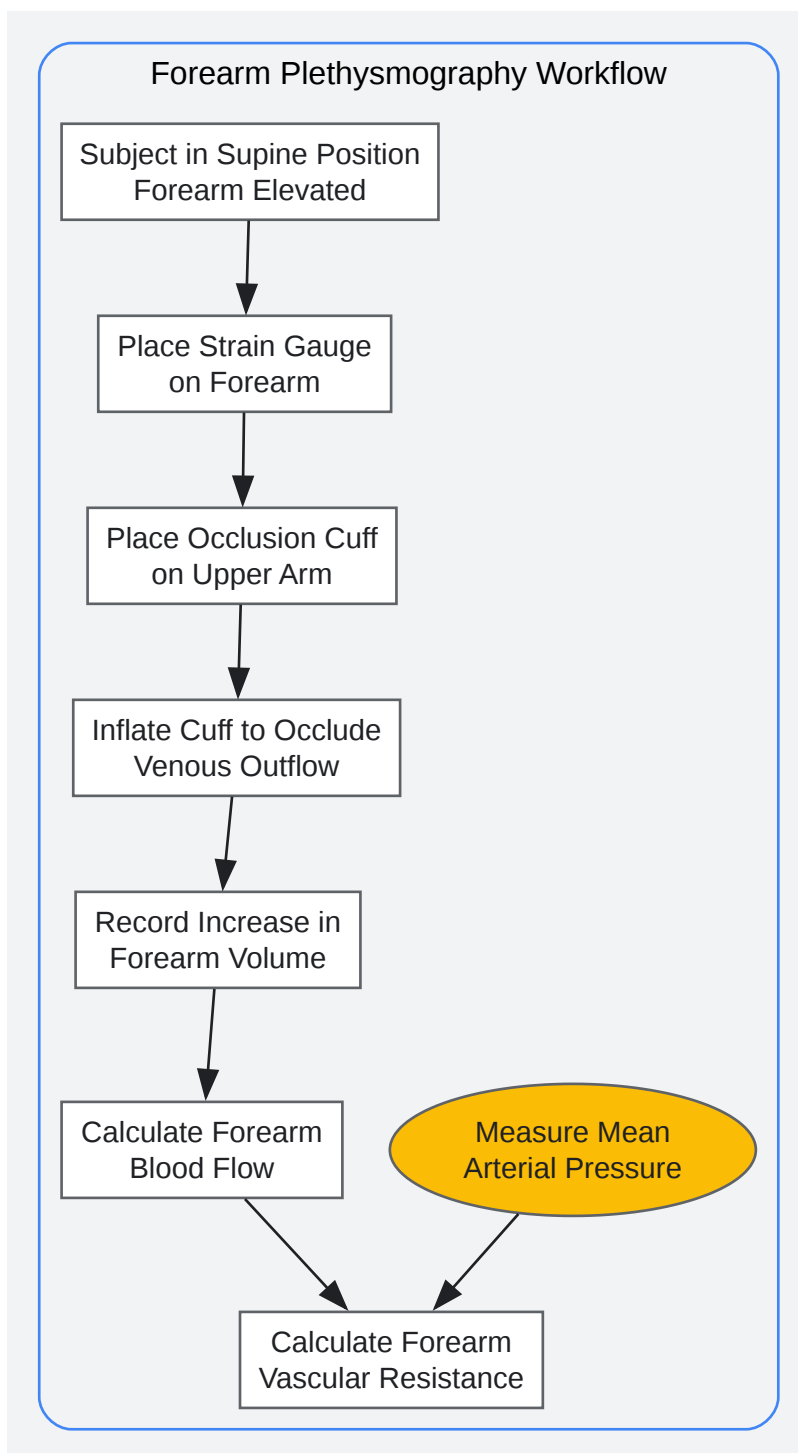 Forearm Plethysmography Workflow
Subject in Supine Position
Forearm Elevated
Place Strain Gauge
on Forearm
Place Occlusion Cuff
on Upper Arm
Inflate Cuff to Occlude
Venous Outflow
Record Increase in
Forearm Volume
Calculate Forearm
Blood Flow
Measure Mean
Arterial Pressure
Calculate Forearm
Vascular Resistance